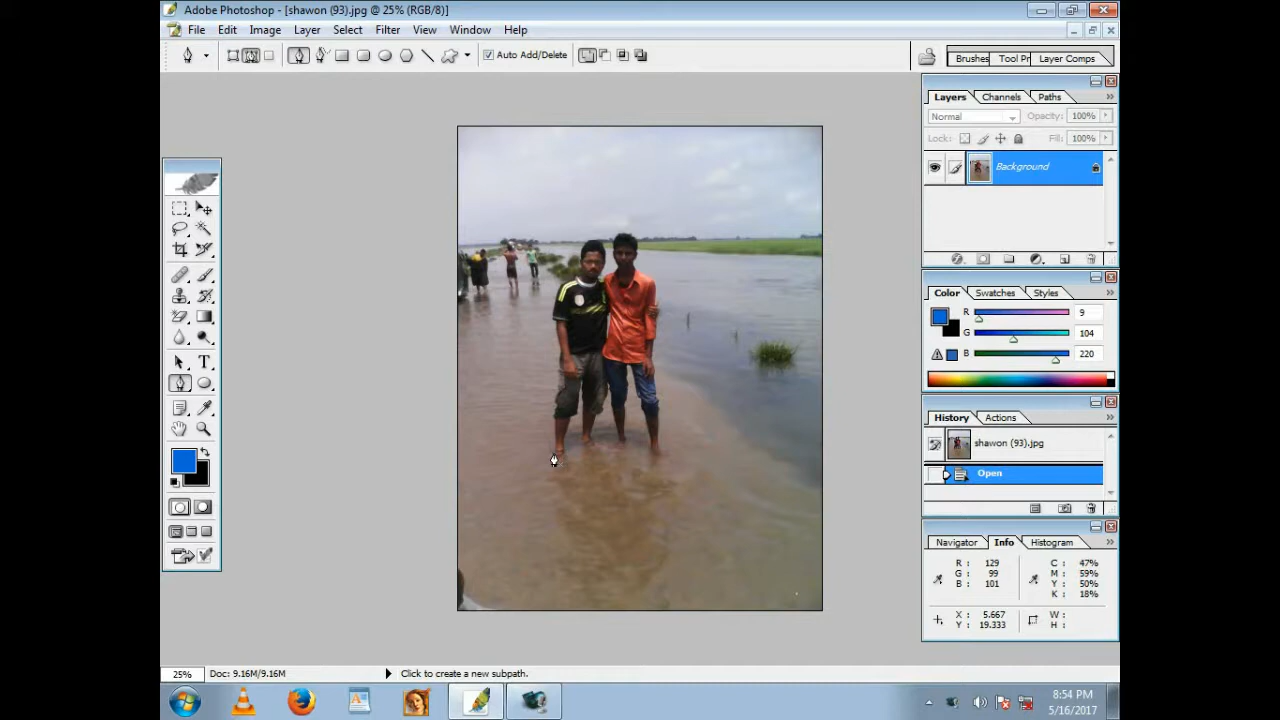 Adobe Photoshop - [shawon (93).jpg @ 25% (RGB/8)]
File Edit Image Layer Select Filter View Window Help
Auto Add/Delete
Brushes Tool Pr Layer Comps
Layers Channels Paths
Normal Opacity: 100%
Lock: Fill: 100%
Background
Color Swatches Styles
R 9
G 104
B 220
History Actions
shawon (93).jpg
Open
Navigator Info Histogram
R: 129 C: 47%
G: 99 M: 59%
B: 101 Y: 50%
K: 18%
X: 5.667 W:
Y: 19.333 H:
25% Doc: 9.16M/9.16M Click to create a new subpath.
8:54 PM
5/16/2017